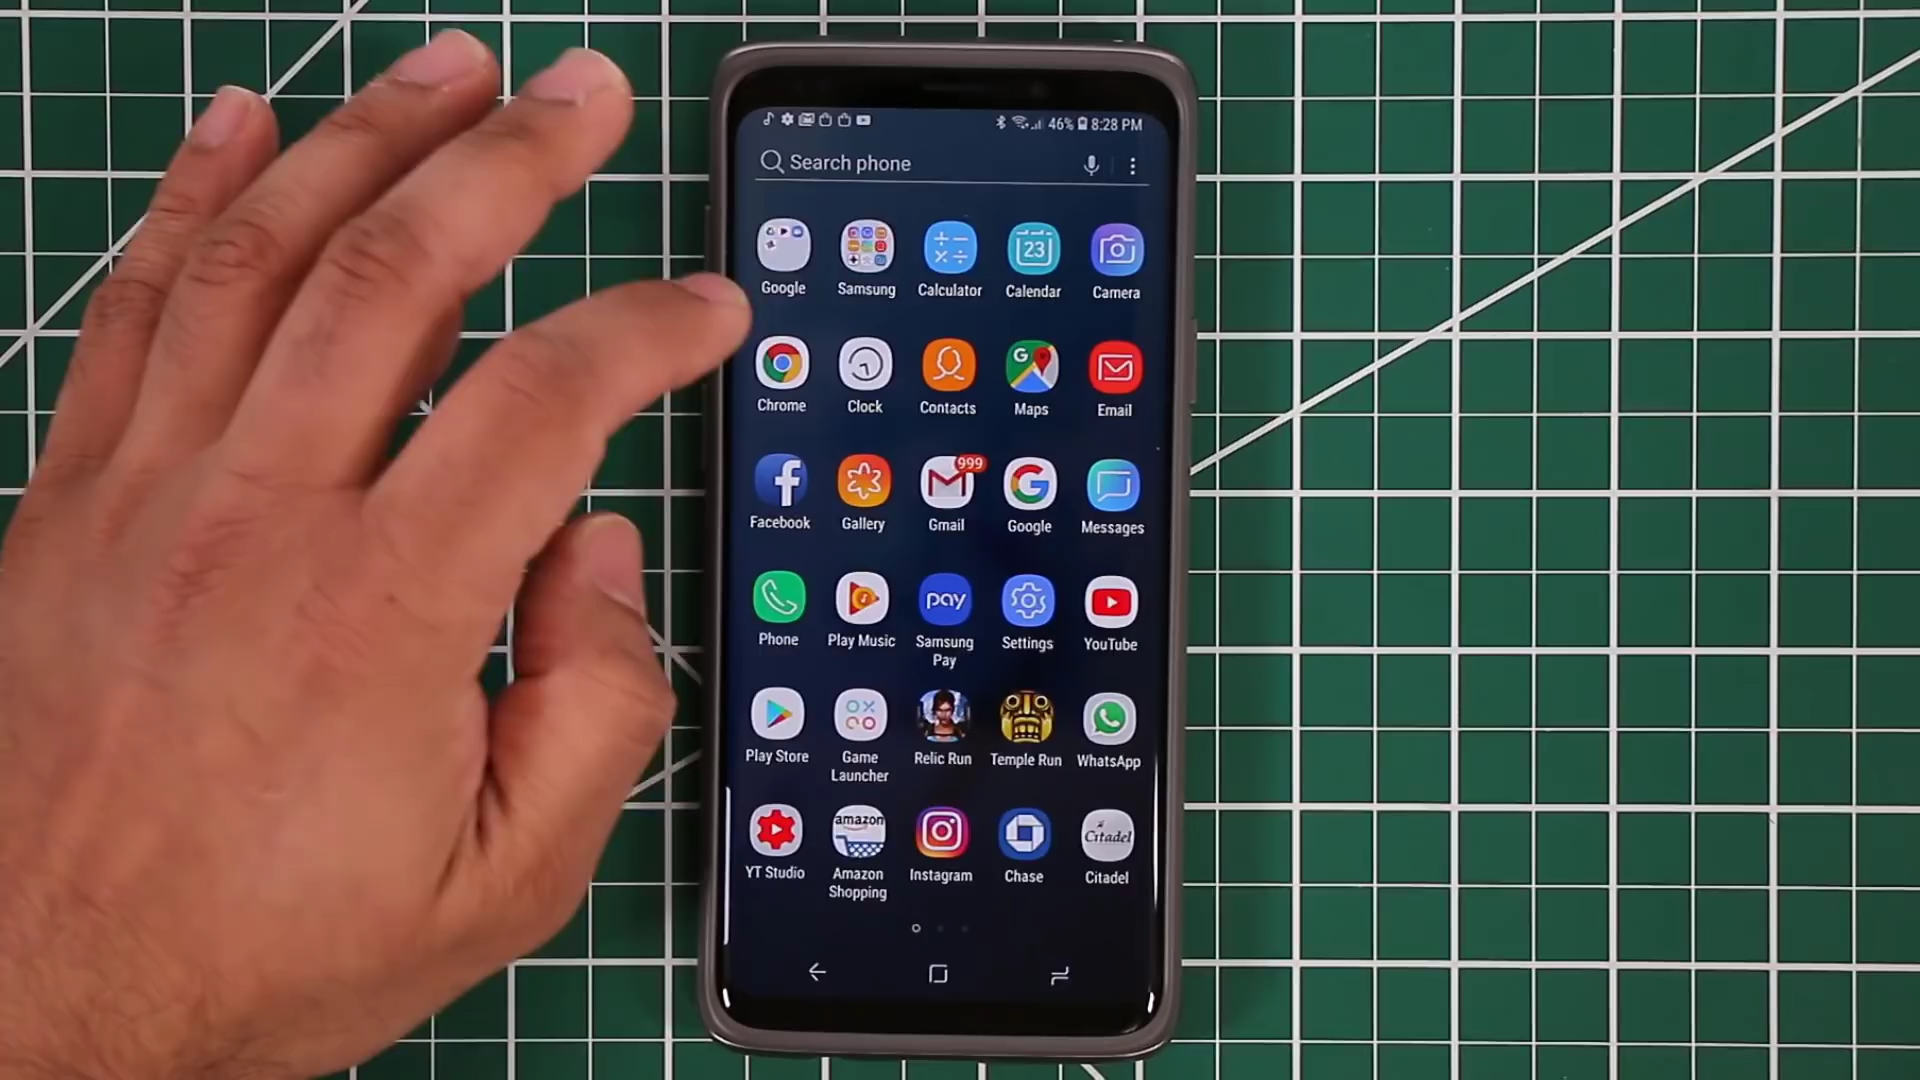 46% 8:28 PM
Search phone
23
Google Samsung Calculator Calendar Camera
G
Chrome Clock Contacts Maps Email
999
Facebook Gallery Gmail Google Messages
pay
Phone Play Music Samsung Pay Settings YouTube
Play Store Game Launcher Relic Run Temple Run WhatsApp
amazon Citadel
YT Studio Amazon Shopping Instagram Chase Citadel